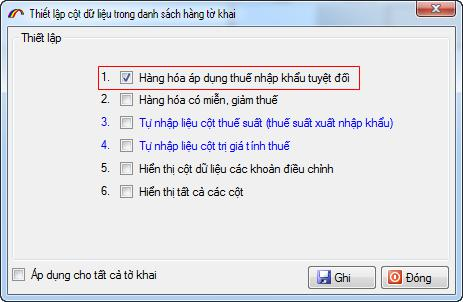 Thiết lập cột dữ liệu trong danh sách hàng tờ khai
Thiết lập
1. Hàng hóa áp dụng thuế nhập khẩu tuyệt đối
2. Hàng hóa có miễn, giảm thuế
3. Tự nhập liệu cột thuế suất (thuế suất xuất nhập khẩu)
4. Tự nhập liệu cột trị giá tính thuế
5. Hiển thị cột dữ liệu các khoản điều chỉnh
6. Hiển thị tất cả các cột
Áp dụng cho tất cả tờ khai
Ghi
Đóng